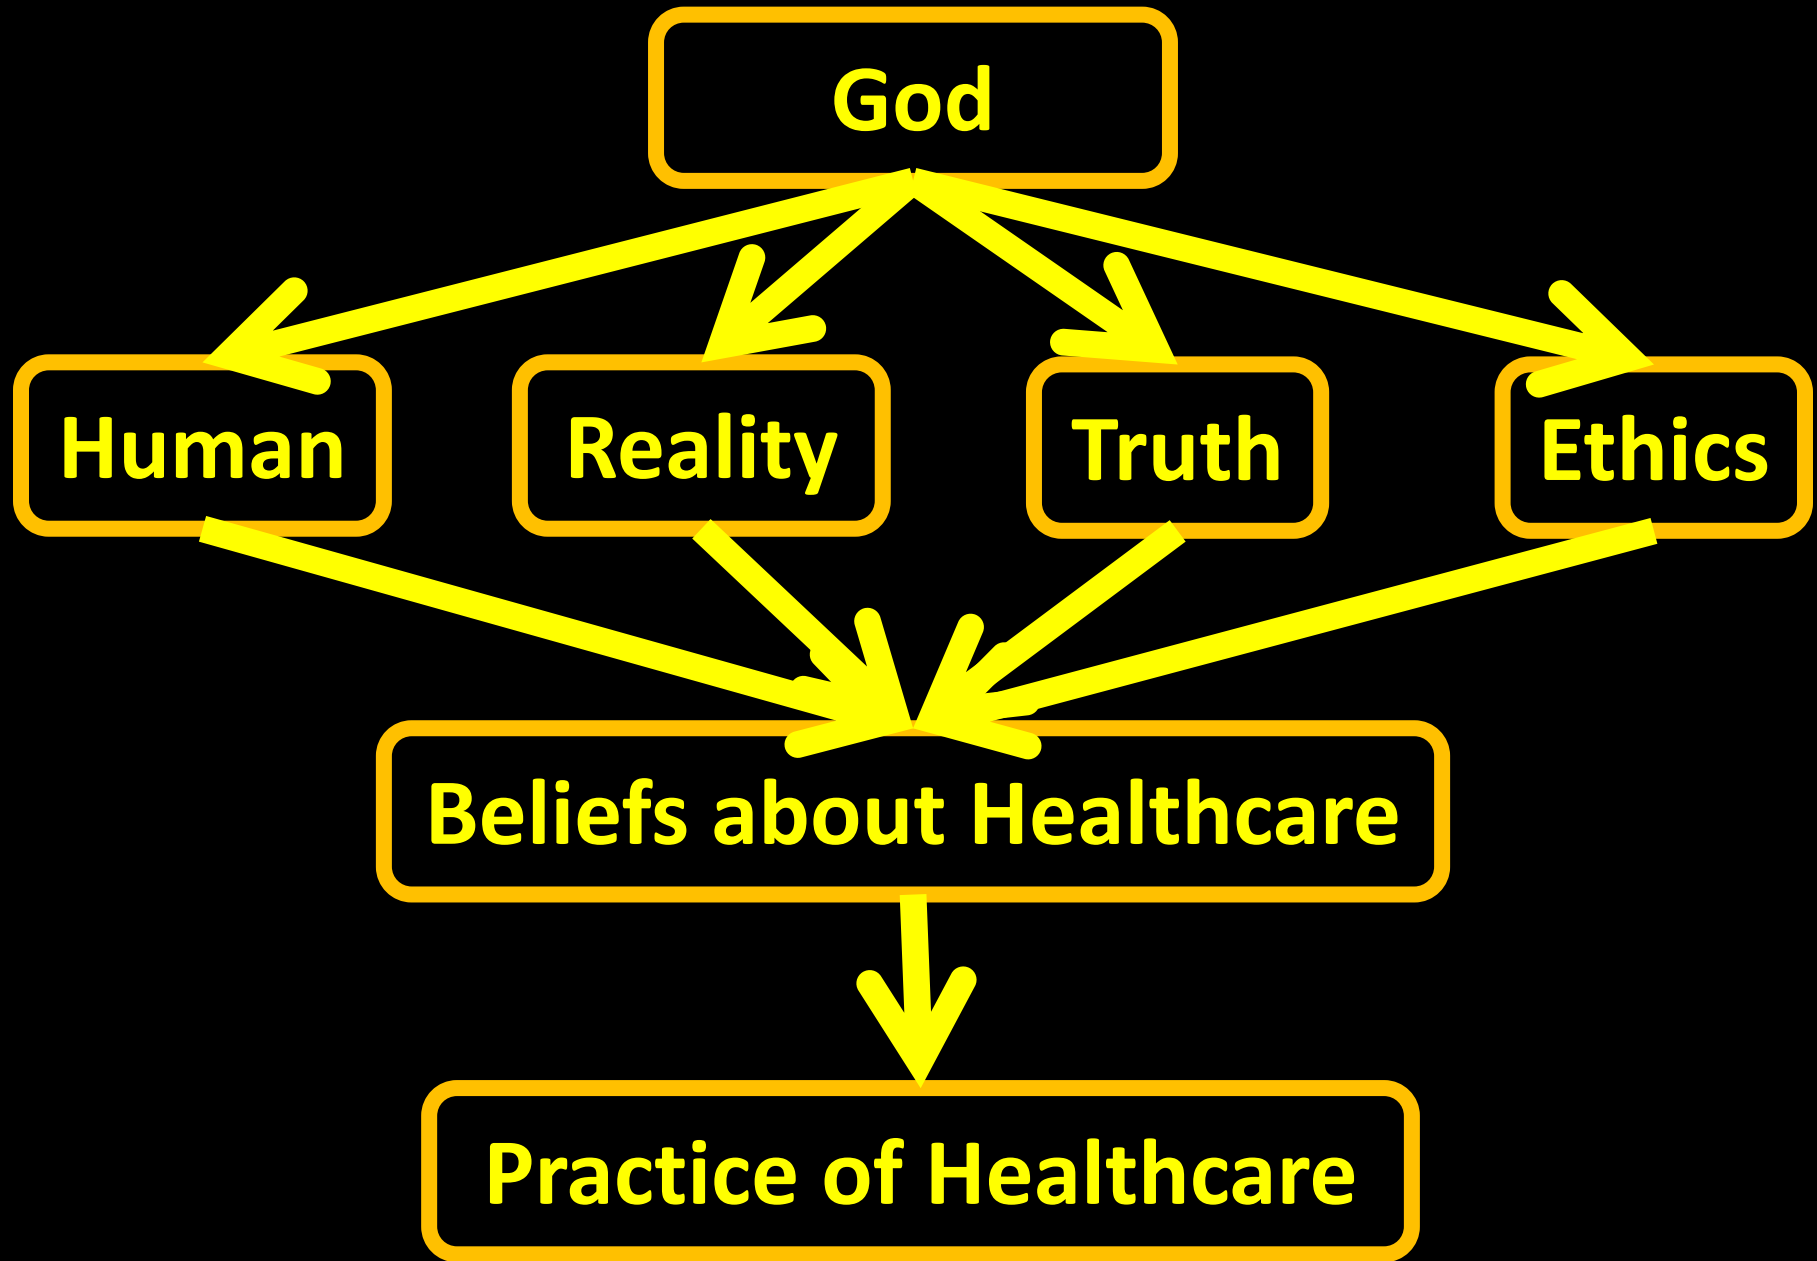 God
Human
Reality
Truth
Ethics
Beliefs about Healthcare
Practice of Healthcare